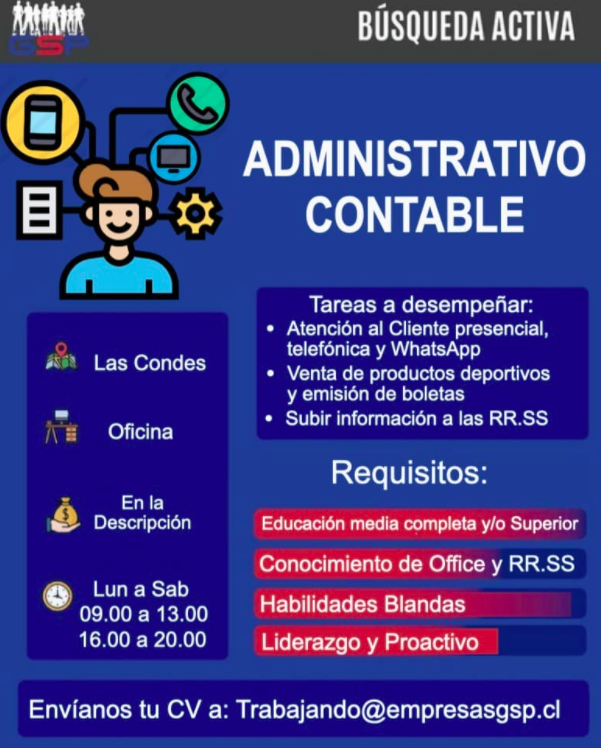 GSP
BÚSQUEDA ACTIVA
ADMINISTRATIVO
CONTABLE
Las Condes
Oficina
En la
Descripción
Lun a Sab
09.00 a 13.00
16.00 a 20.00
Tareas a desempeñar:
• Atención al Cliente presencial,
telefónica y WhatsApp
• Venta de productos deportivos
y emisión de boletas
• Subir información a las RR.SS
Requisitos:
Educación media completa y/o Superior
Conocimiento de Office y RR.SS
Habilidades Blandas
Liderazgo y Proactivo
Envíanos tu CV a: Trabajando@empresasgsp.cl